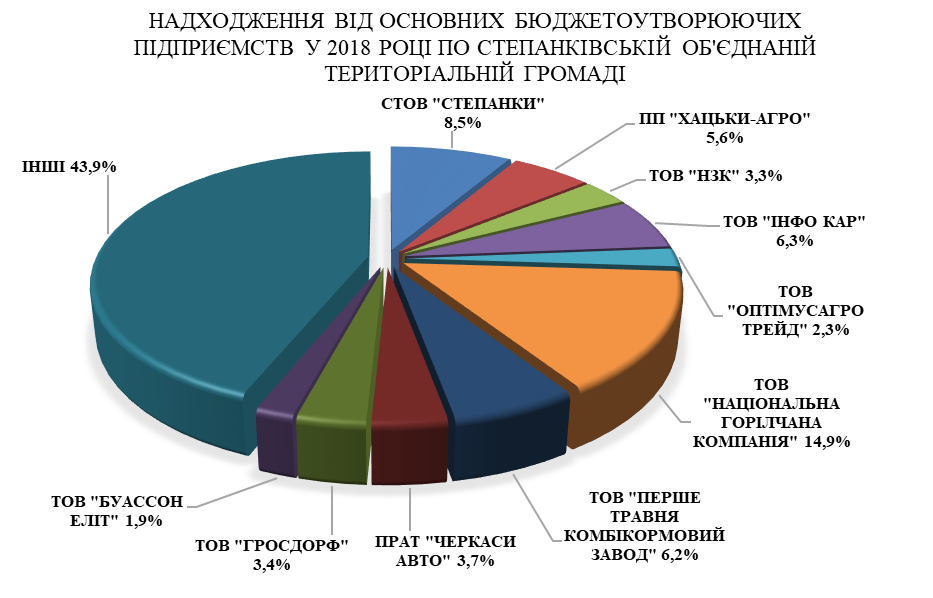 НАДХОДЖЕННЯ ВІД ОСНОВНИХ БЮДЖЕТОУТВОРЮЮЧИХ
ПІДПРИЄМСТВ У 2018 РОЦІ ПО СТЕПАНКІВСЬКІЙ ОБ'ЄДНАНІЙ
ТЕРИТОРІАЛЬНІЙ ГРОМАДІ
СТОВ "СТЕПАНКИ"
8,5%
ПП "ХАЦЬКИ-АГРО"
5,6%
ТОВ "НЗК" 3,3%
ТОВ "ІНФО КАР"
6,3%
ТОВ
"ОПТІМУСАГРО
ТРЕЙД" 2,3%
ТОВ
"НАЦІОНАЛЬНА
ГОРІЛЧАНА
КОМПАНІЯ" 14,9%
ТОВ "ПЕРШЕ
ТРАВНЯ
КОМБІКОРМОВИЙ
ЗАВОД" 6,2%
ПРАТ "ЧЕРКАСИ
АВТО" 3,7%
ТОВ "ГРОСДОРФ"
3,4%
ТОВ "БУАССОН
ЕЛІТ" 1,9%
ІНШІ 43,9%